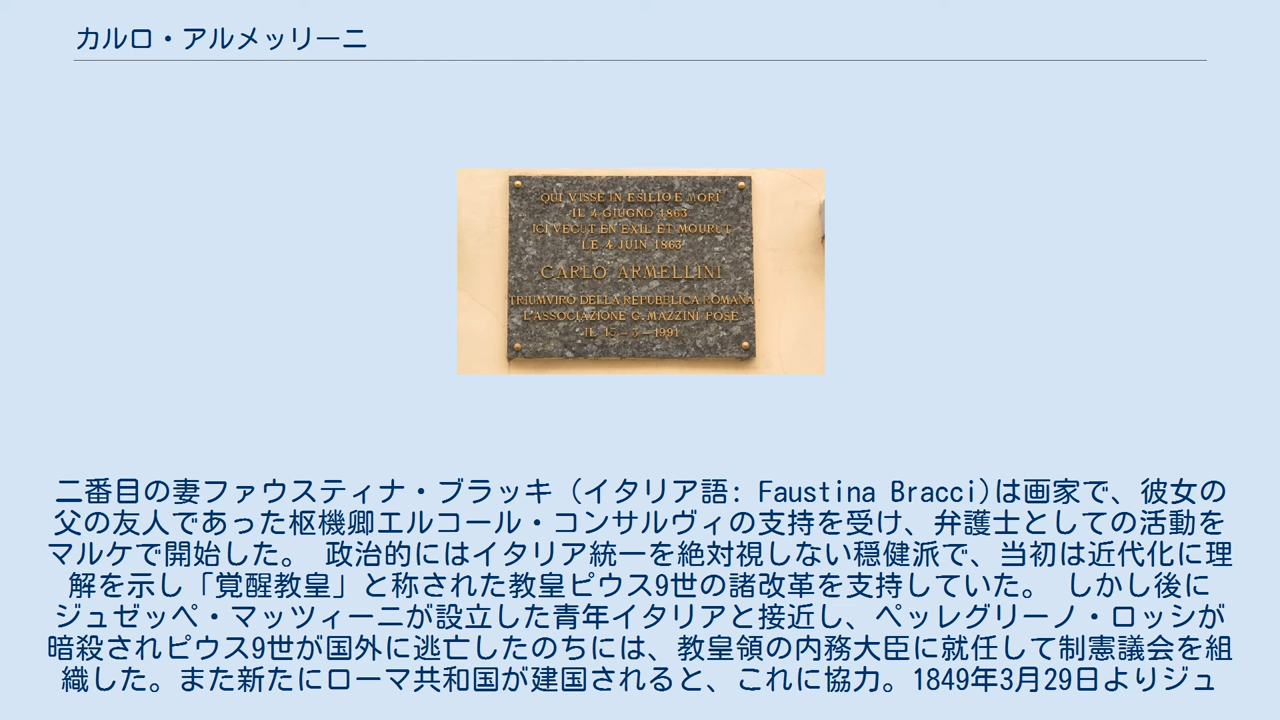 カルロ・アルメッリーニ
QUI VISSE IN ESILIO E MORI'
IL 4 GIUGNO 1863
ICI VECUT EN EXIL ET MOURUT
LE 4 JUIN 1863
CARLO ARMELLINI
TRIUMVIRO DELLA REPUBBLICA ROMANA
L'ASSOCIAZIONE G. MAZZINI POSE
IL 15-3-1991
二番目の妻ファウスティナ・ブラッキ (イタリア語: Faustina Bracci)は画家で、彼女の
父の友人であった枢機卿エルコール・コンサルヴィの支持を受け、弁護士としての活動を
マルケで開始した。 政治的にはイタリア統一を絶対視しない穏健派で、当初は近代化に理
解を示し「覚醒教皇」と称された教皇ピウス9世の諸改革を支持していた。 しかし後に
ジュゼッペ・マッツィーニが設立した青年イタリアと接近し、ペッレグリーノ・ロッシが
暗殺されピウス9世が国外に逃亡したのちには、教皇領の内務大臣に就任して制憲議会を組
織した。また新たにローマ共和国が建国されると、これに協力。1849年3月29日よりジュ